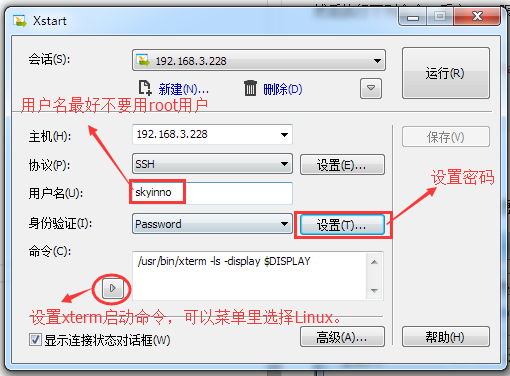 Xstart
会话(S):
192.168.3.228
运行(R)
新建(N)...
删除(D)
用户名最好不要用root用户
主机(H):
192.168.3.228
保存(V)
协议(P):
SSH
设置(E)...
设置密码
用户名(U):
skyinno
身份验证(I):
Password
设置(T)...
命令(C):
/usr/bin/xterm -ls -display $DISPLAY
设置xterm启动命令，可以菜单里选择Linux。
显示连接状态对话框(W)
高级(A)...
帮助(H)